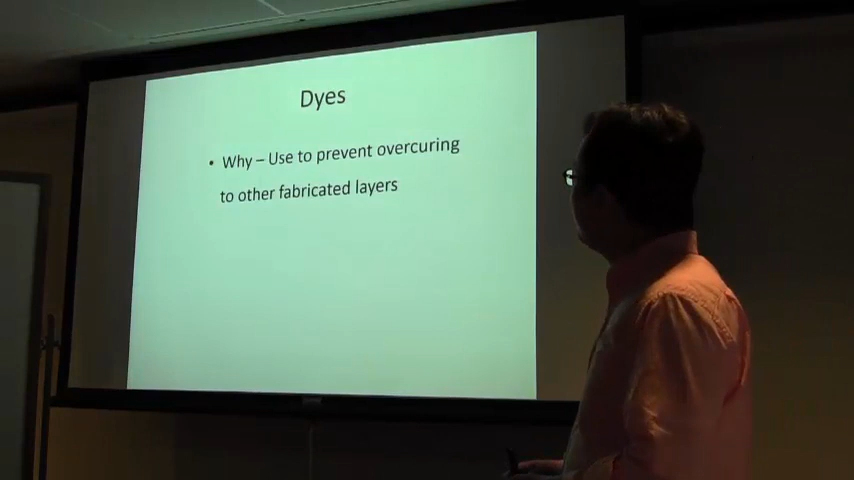 Dyes
• Why – Use to prevent overcuring
to other fabricated layers